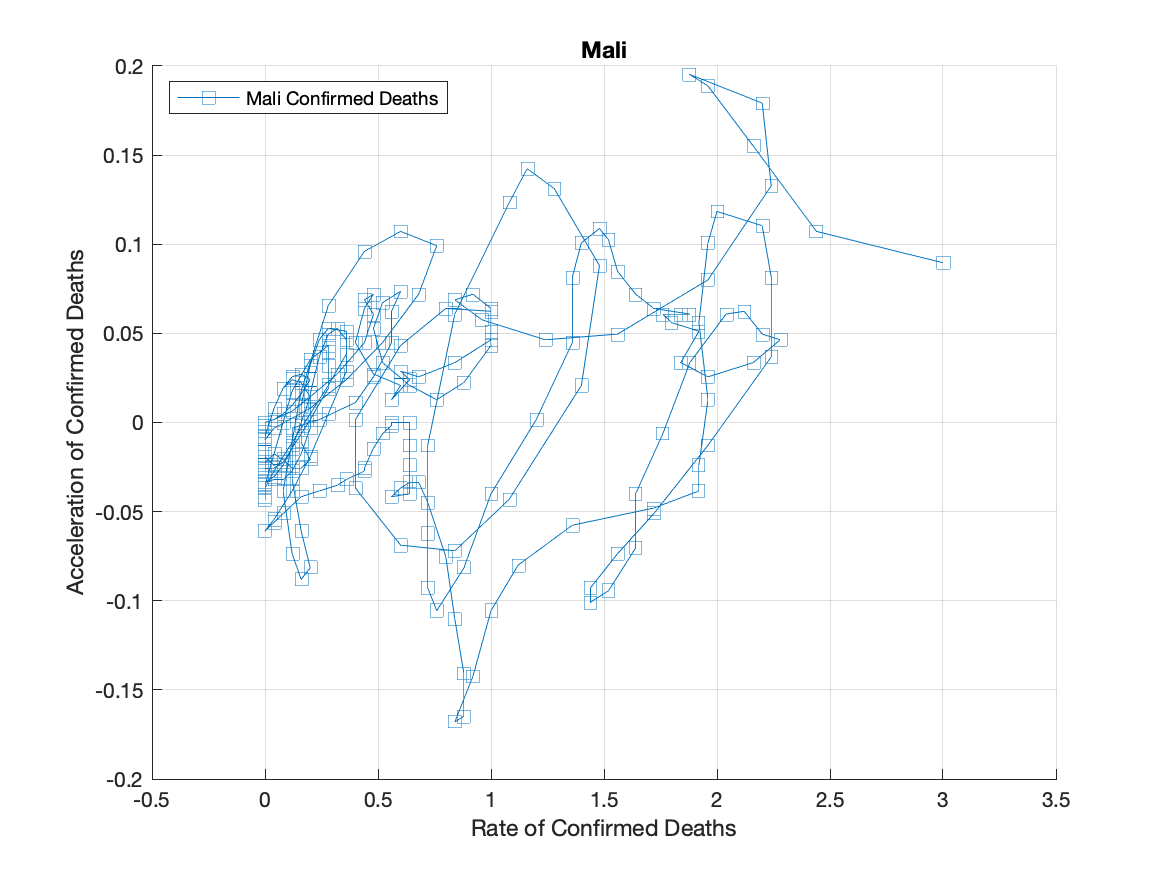 Mali
0.2
Mali Confirmed Deaths
0.15
0.1
0.05
0
-0.05
-0.1
-0.15
-0.2
Acceleration of Confirmed Deaths
-0.5 0 0.5 1 1.5 2 2.5 3 3.5
Rate of Confirmed Deaths